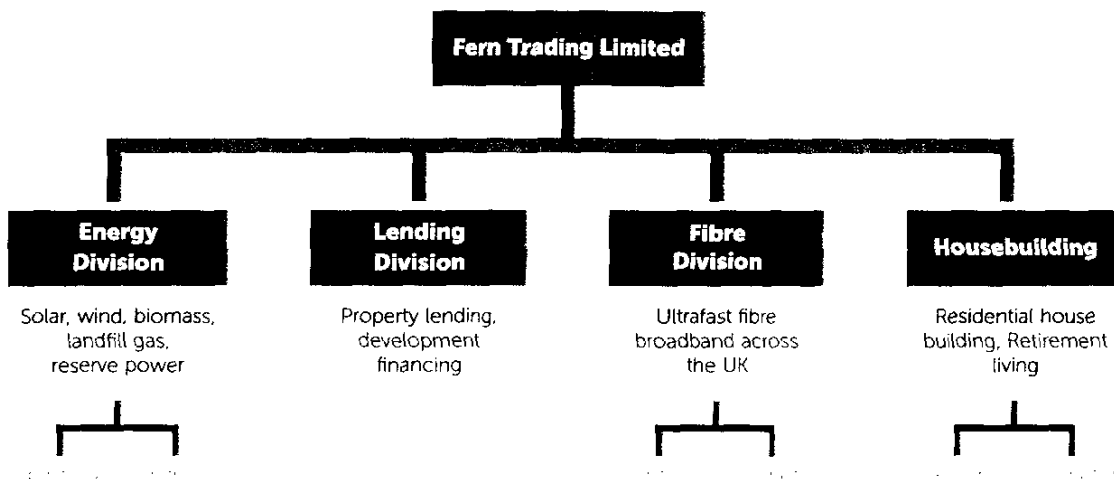 Fern Trading Limited
Energy
Division
Solar, wind, biomass,
landfill gas,
reserve power
Lending
Division
Property lending,
development
financing
Fibre
Division
Ultrafast fibre
broadband across
the UK
Housebuilding
Residential house
building, Retirement
living